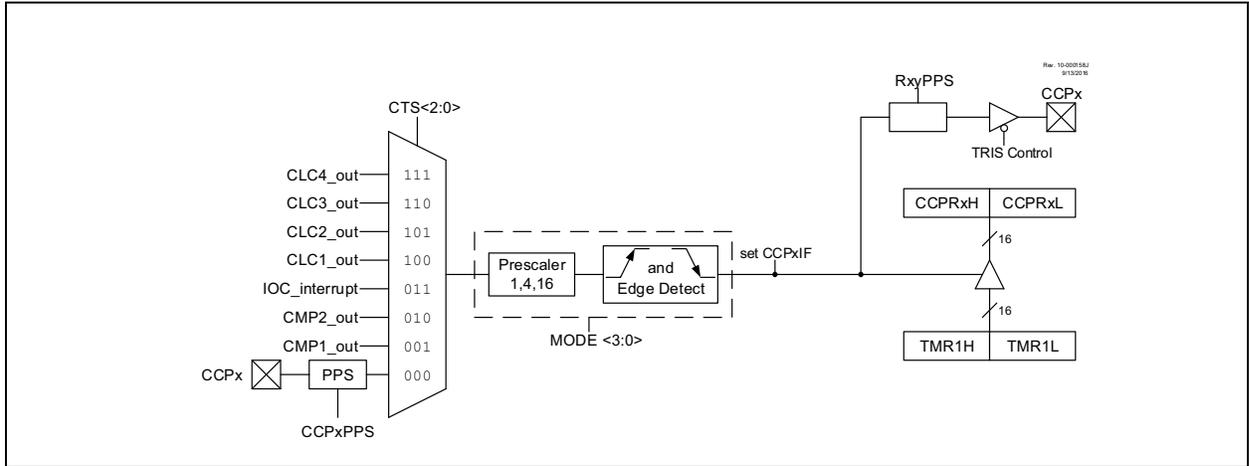 Rev. 10-000158J
9/13/2016
RxyPPS
CCPx
TRIS Control
CTS<2:0>
CLC4_out 111
CLC3_out 110
CLC2_out 101
CLC1_out 100
IOC_interrupt 011
CMP2_out 010
CMP1_out 001
CCPx PPS 000
CCPxPPS
Prescaler
1,4,16
and
Edge Detect
MODE <3:0>
set CCPxIF
CCPRxH CCPRxL
16
16
TMR1H TMR1L